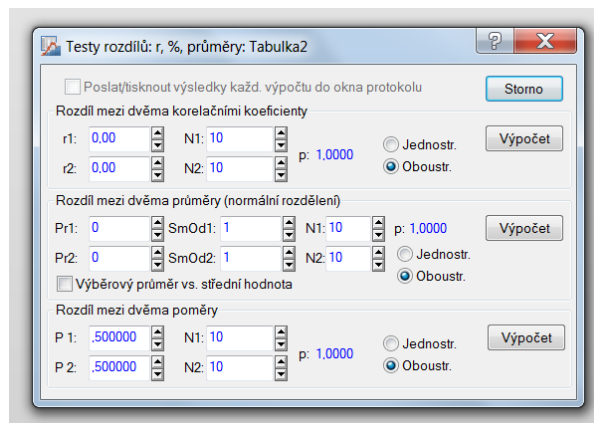 Testy rozdílů: r, %, průměry: Tabulka2
Poslat/tisknout výsledky každ. výpočtu do okna protokolu
Storno
Rozdíl mezi dvěma korelačními koeficienty
r1: 0,00 N1: 10
r2: 0,00 N2: 10
p: 1,0000
Jednostr.
Oboustr.
Výpočet
Rozdíl mezi dvěma průměry (normální rozdělení)
Pr1: 0 SmOd1: 1 N1: 10 p: 1,0000
Výpočet
Pr2: 0 SmOd2: 1 N2: 10
Jednostr.
Oboustr.
Výběrový průměr vs. střední hodnota
Rozdíl mezi dvěma poměry
P 1: ,500000 N1: 10
P 2: ,500000 N2: 10
p: 1,0000
Jednostr.
Oboustr.
Výpočet